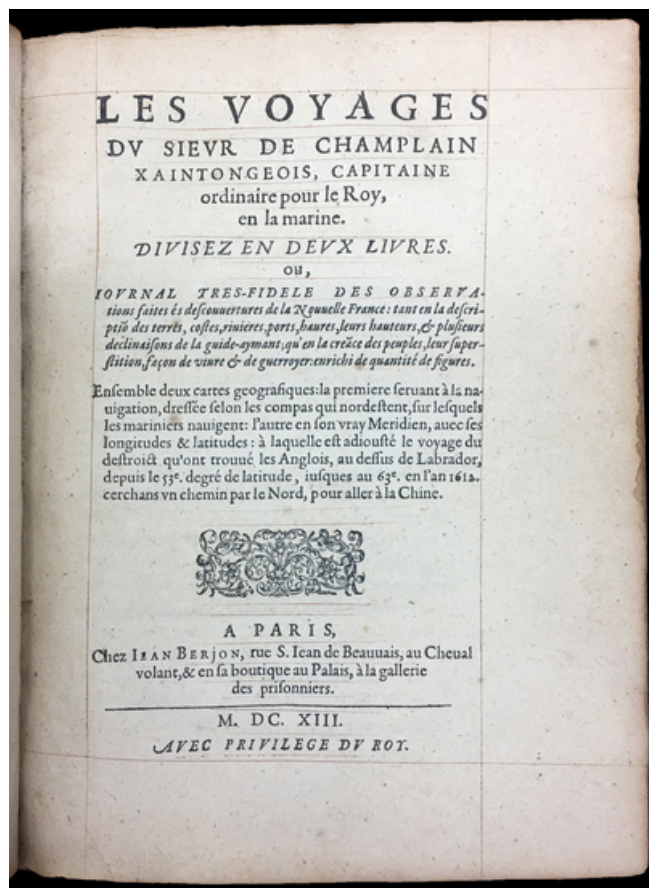 LES VOYAGES
DV SIEVR DE CHAMPLAIN
XAINTONGEOIS, CAPITAINE
ordinaire pour le Roy,
en la marine.
DIVISEZ EN DEVX LIVRES.
ou,
IOVRNAL TRES-FIDELE DES OBSERVA-
tions faites és descouuertures de la Nouuelle France: tant en la descri-
ptiõ des terres, costes, riuieres, ports, haures, leurs hauteurs, & plusieurs
declinaisons de la guide-aymant; qu'en la creãce des peuples, leur super-
stition, façon de viure & de guerroyer: enrichi de quantité de figures.
Ensemble deux cartes geografiques: la premiere seruant à la na-
uigation, dressée selon les compas qui nordestent, sur lesquels
les mariniers nauigent: l'autre en son vray Meridien, auec ses
longitudes & latitudes: à laquelle est adiousté le voyage du
destroict qu'ont trouué les Anglois, au dessus de Labrador,
depuis le 53e. degré de latitude, iusques au 63e. en l'an 1612.
cerchans vn chemin par le Nord, pour aller à la Chine.
A PARIS,
Chez IEAN BERJON, rue S. Iean de Beauuais, au Cheual
volant, & en sa boutique au Palais, à la gallerie
des prisonniers.
M. DC. XIII.
AVEC PRIVILEGE DV ROY.